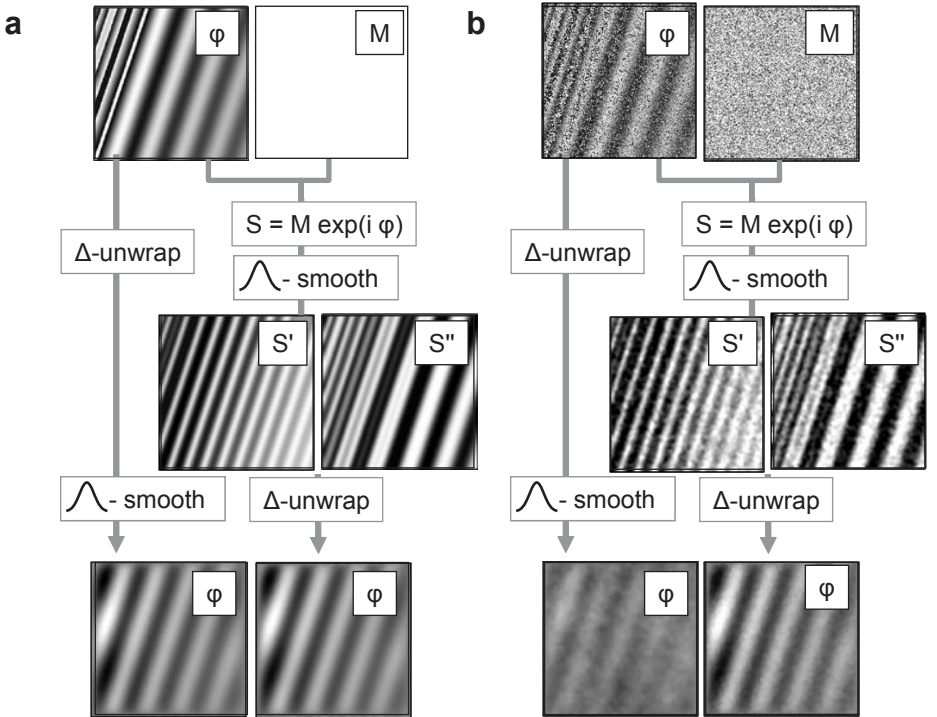 a
φ
M
S = M exp(i φ)
Δ-unwrap
- smooth
S'
S"
- smooth
Δ-unwrap
φ
φ
b
φ
M
S = M exp(i φ)
Δ-unwrap
- smooth
S'
S"
- smooth
Δ-unwrap
φ
φ